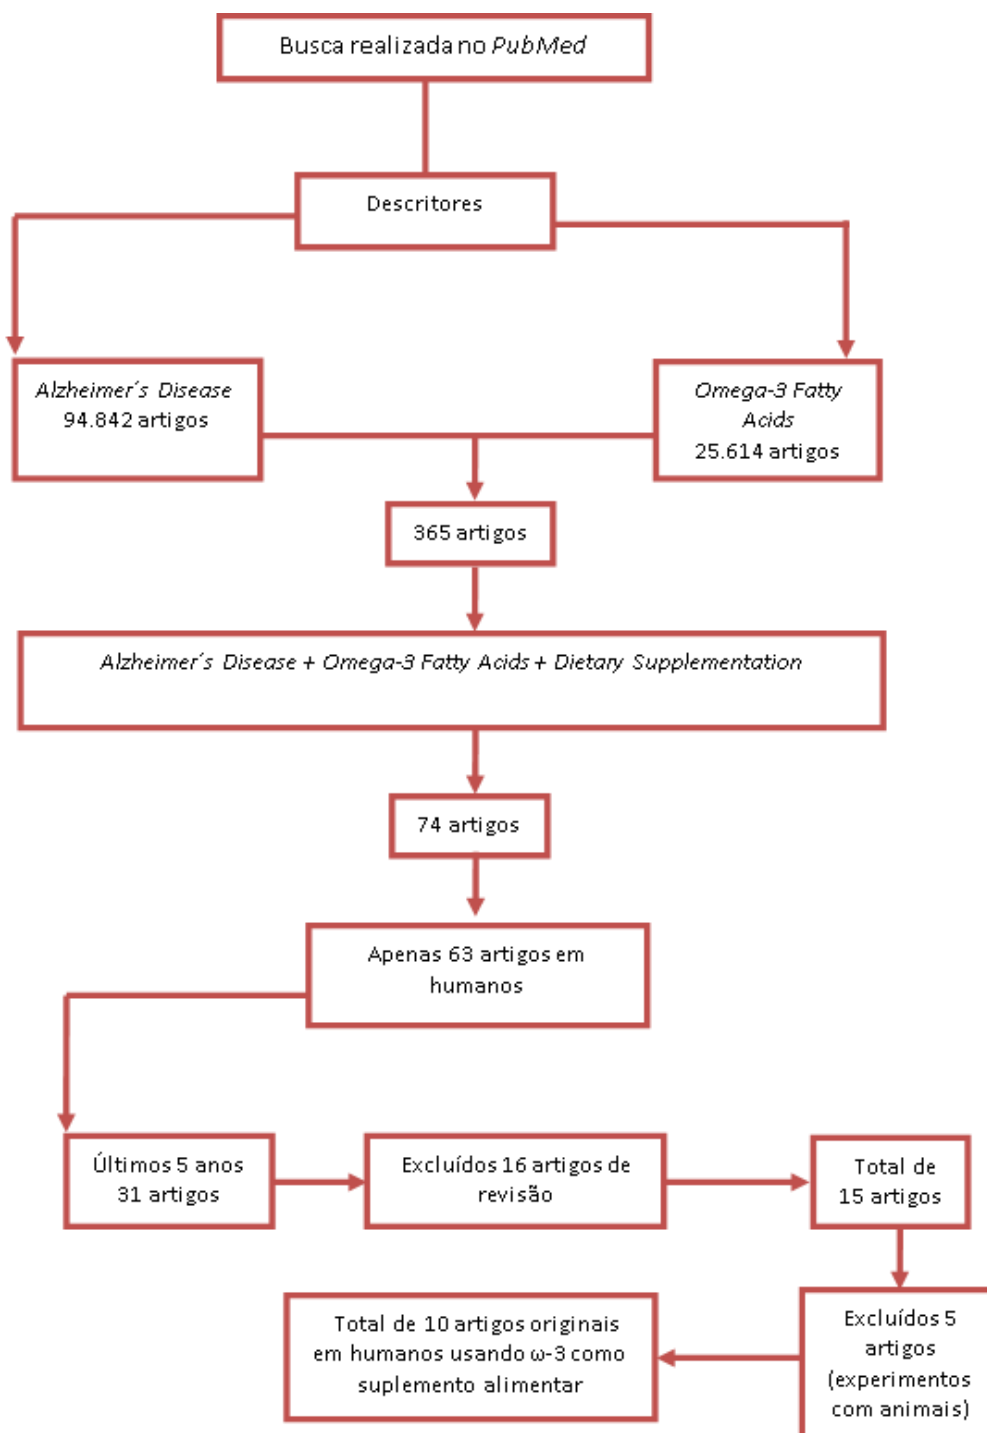 Busca realizada no PubMed
Descritores
Alzheimer´s Disease
94.842 artigos
Omega-3 Fatty
Acids
25.614 artigos
365 artigos
Alzheimer´s Disease + Omega-3 Fatty Acids + Dietary Supplementation
74 artigos
Apenas 63 artigos em
humanos
Últimos 5 anos
31 artigos
Excluídos 16 artigos de
revisão
Total de
15 artigos
Excluídos 5
artigos
(experimentos
com animais)
Total de 10 artigos originais
em humanos usando ω-3 como
suplemento alimentar